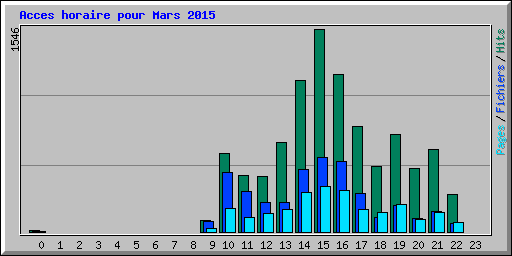 Acces horaire pour Mars 2015
1546
Pages / Fichiers / Hits
0 1 2 3 4 5 6 7 8 9 10 11 12 13 14 15 16 17 18 19 20 21 22 23